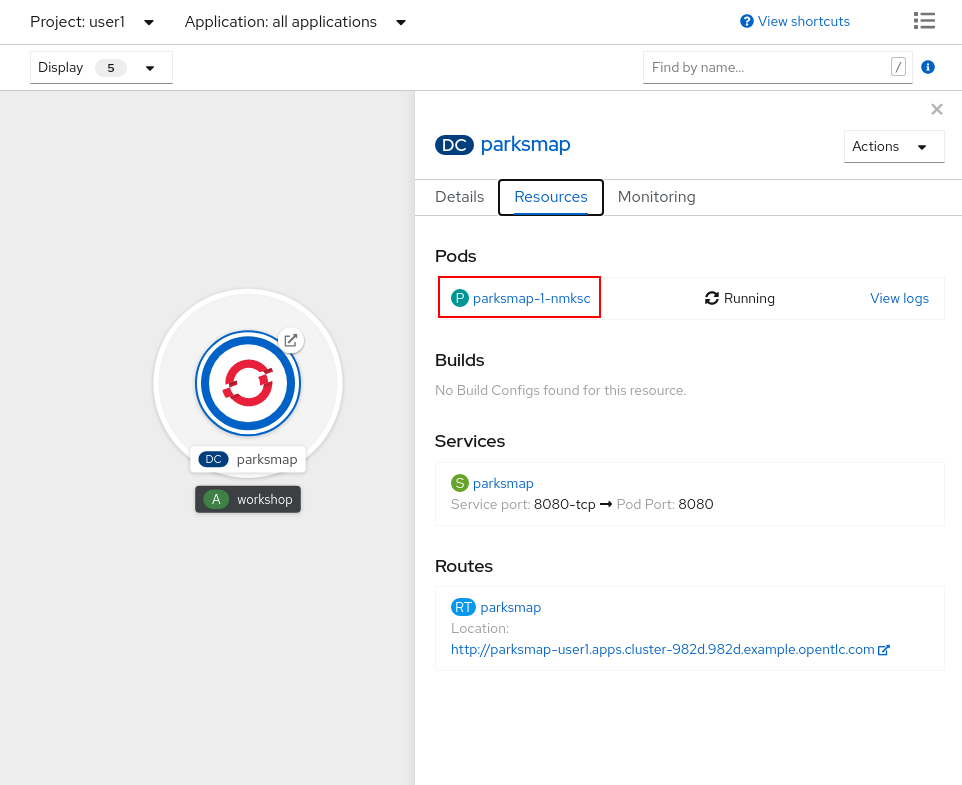 Project: user1 Application: all applications View shortcuts
Display 5 Find by name... /
DC parksmap
Actions
Details Resources Monitoring
Pods
P parksmap-1-nmksc Running View logs
Builds
No Build Configs found for this resource.
Services
S parksmap
Service port: 8080-tcp → Pod Port: 8080
Routes
RT parksmap
Location:
http://parksmap-user1.apps.cluster-982d.982d.example.opentlc.com
DC parksmap
A workshop